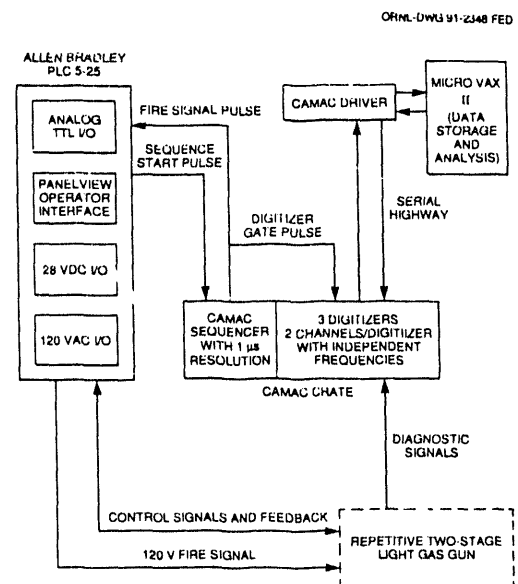 ORNL-DWG 91-2348 FED
ALLEN BRADLEY
PLC 5-25
ANALOG
TTL I/O
PANELVIEW
OPERATOR
INTERFACE
28 VDC I/O
120 VAC I/O
FIRE SIGNAL PULSE
SEQUENCE
START PULSE
DIGITIZER
GATE PULSE
CAMAC DRIVER
MICRO VAX
II
(DATA
STORAGE
AND
ANALYSIS)
SERIAL
HIGHWAY
CAMAC
SEQUENCER
WITH 1 µs
RESOLUTION
3 DIGITIZERS
2 CHANNELS/DIGITIZER
WITH INDEPENDENT
FREQUENCIES
CAMAC CRATE
DIAGNOSTIC
SIGNALS
CONTROL SIGNALS AND FEEDBACK
120 V FIRE SIGNAL
REPETITIVE TWO-STAGE
LIGHT GAS GUN